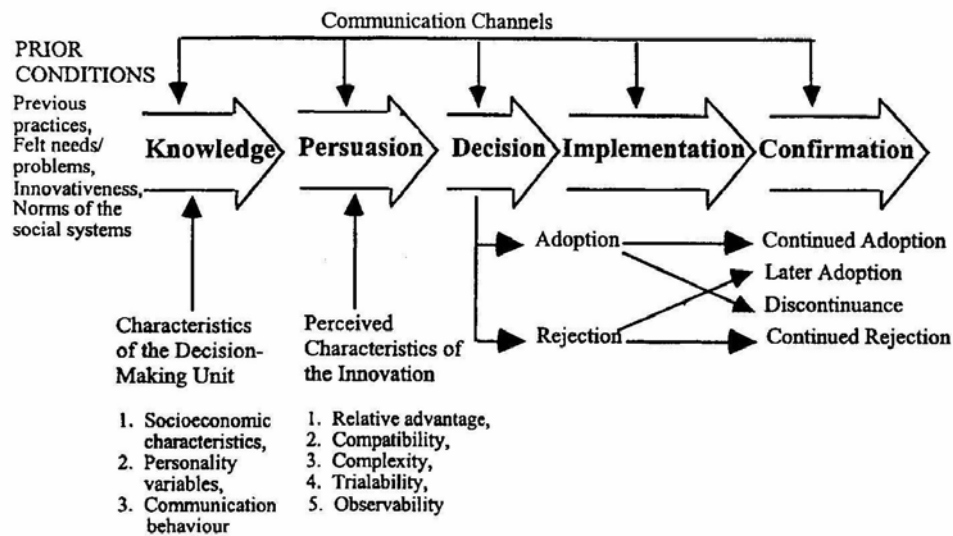 Communication Channels
PRIOR
CONDITIONS
Previous
practices,
Felt needs/
problems,
Innovativeness,
Norms of the
social systems
Knowledge
Persuasion
Decision
Implementation
Confirmation
Adoption
Rejection
Continued Adoption
Later Adoption
Discontinuance
Continued Rejection
Characteristics
of the Decision-
Making Unit
1. Socioeconomic
characteristics,
2. Personality
variables,
3. Communication
behaviour
Perceived
Characteristics of
the Innovation
1. Relative advantage,
2. Compatibility,
3. Complexity,
4. Trialability,
5. Observability